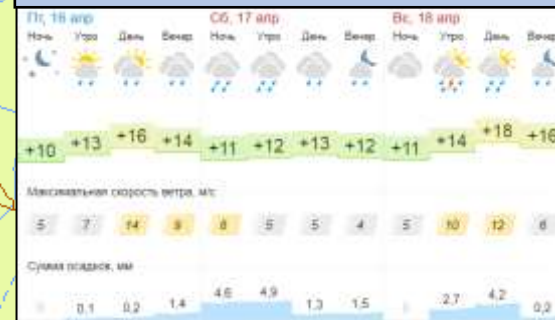 Пт, 16 апр Сб, 17 апр Вс, 18 апр
Ночь Утро День Вечер Ночь Утро День Вечер Ночь Утро День Вечер
+10 +13 +16 +14 +11 +12 +13 +12 +11 +14 +18 +16
Максимальная скорость ветра, м/с
5 7 14 9 8 5 5 4 5 10 12 6
Сумма осадков, мм
0,1 0,2 1,4 4,6 4,9 1,3 1,5 2,7 4,2 0,2